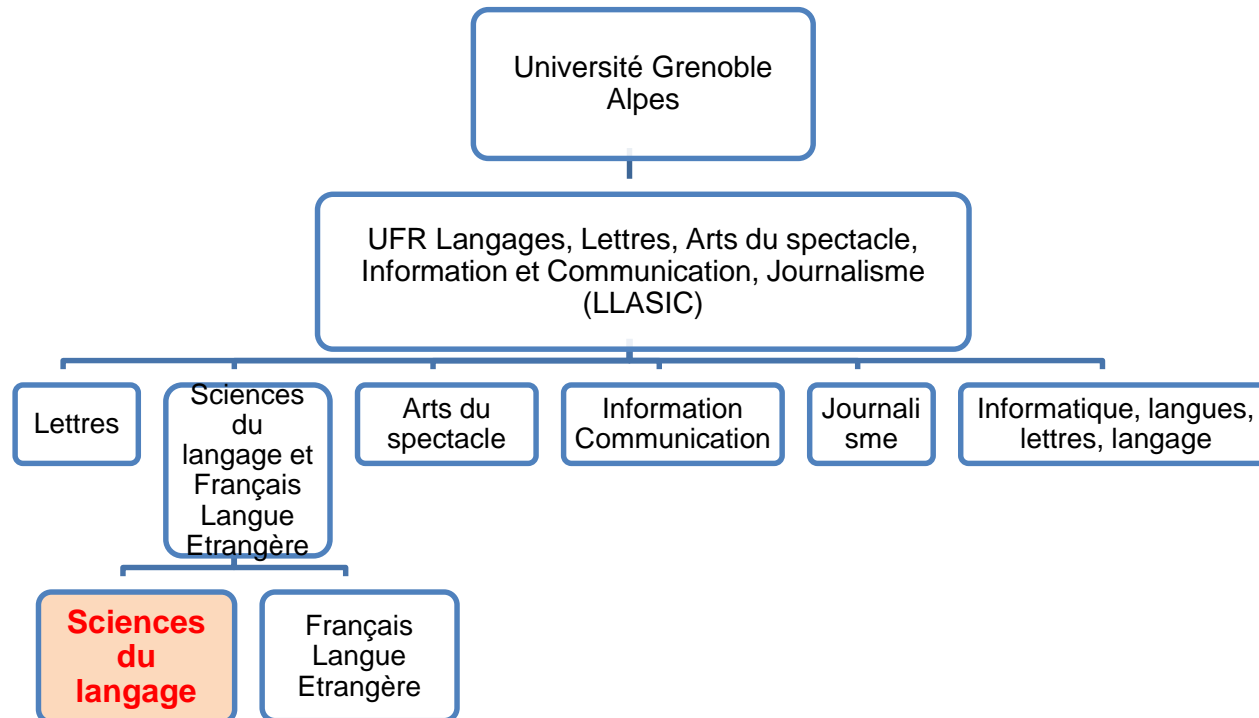 Université Grenoble
Alpes
UFR Langages, Lettres, Arts du spectacle,
Information et Communication, Journalisme
(LLASIC)
Lettres
Sciences
du
langage et
Français
Langue
Etrangère
Arts du
spectacle
Information
Communication
Journali
sme
Informatique, langues,
lettres, langage
Sciences
du
langage
Français
Langue
Etrangère